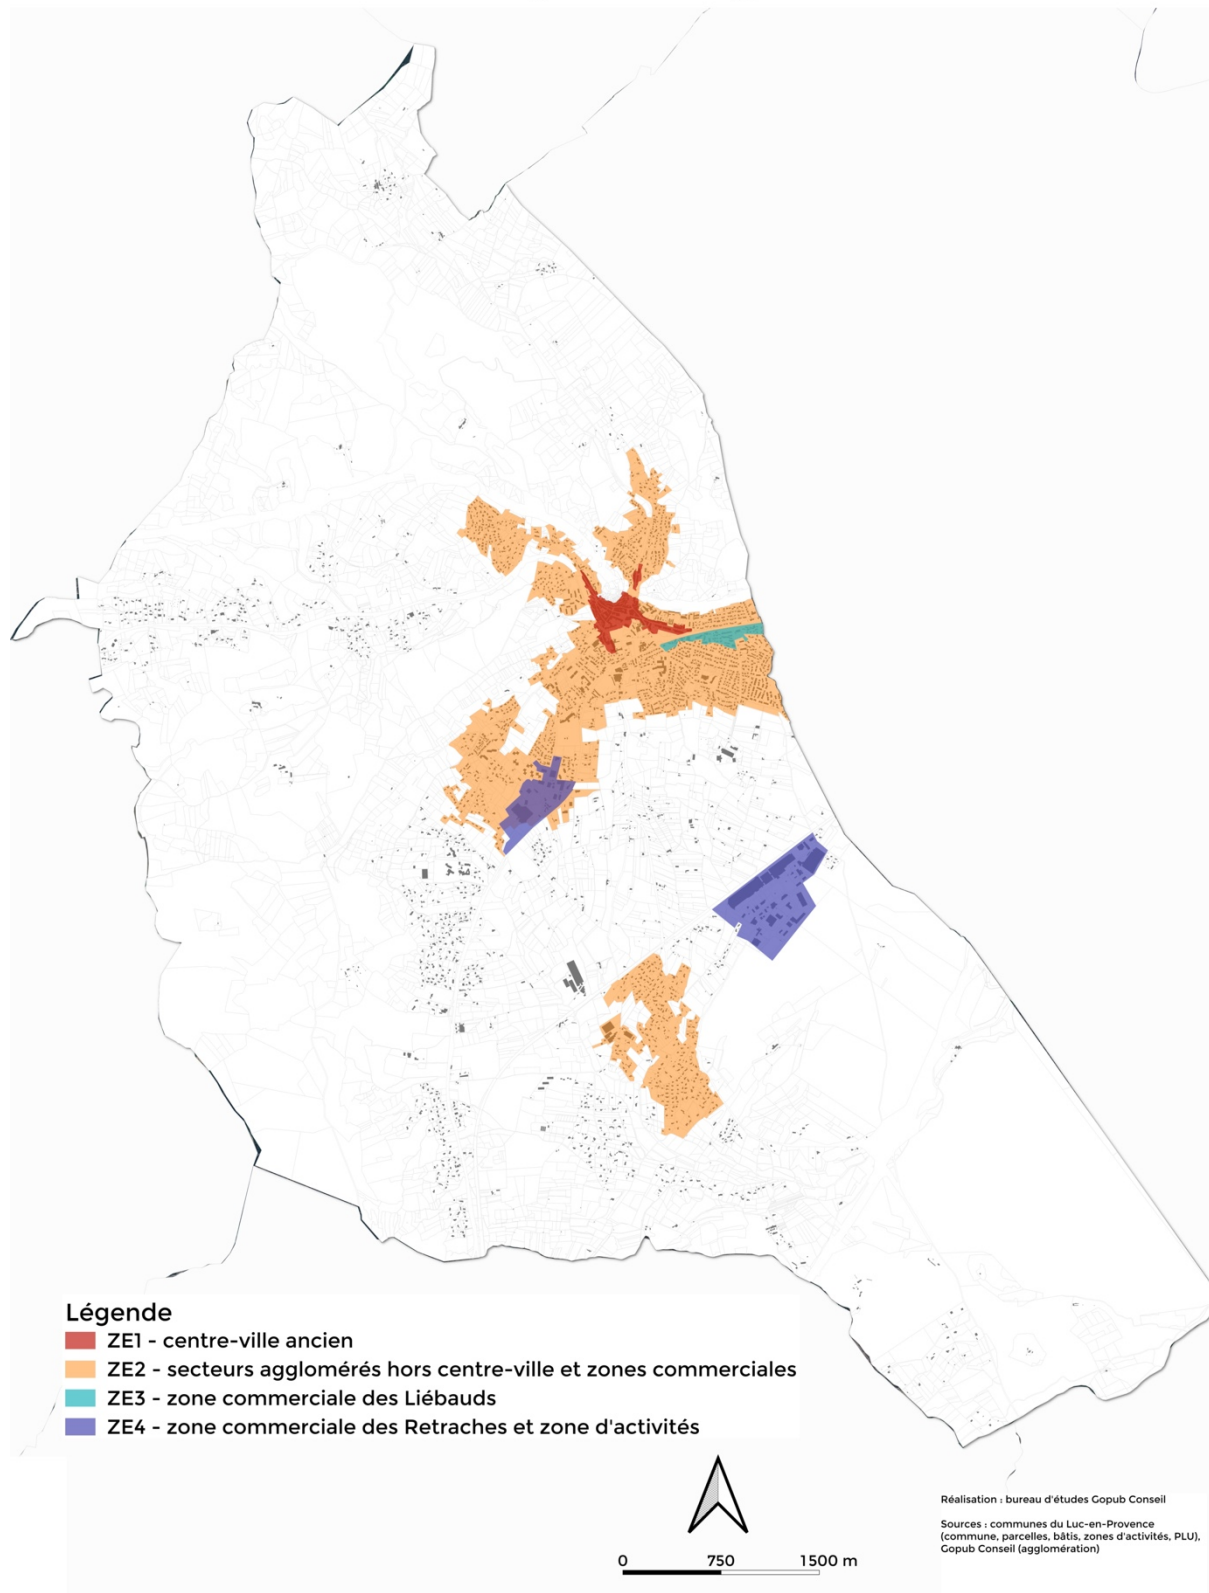 Légende
ZE1 - centre-ville ancien
ZE2 - secteurs agglomérés hors centre-ville et zones commerciales
ZE3 - zone commerciale des Liébauds
ZE4 - zone commerciale des Retraches et zone d'activités
0 750 1500 m
Réalisation : bureau d'études Gopub Conseil
Sources : communes du Luc-en-Provence
(commune, parcelles, bâtis, zones d'activités, PLU),
Gopub Conseil (agglomération)